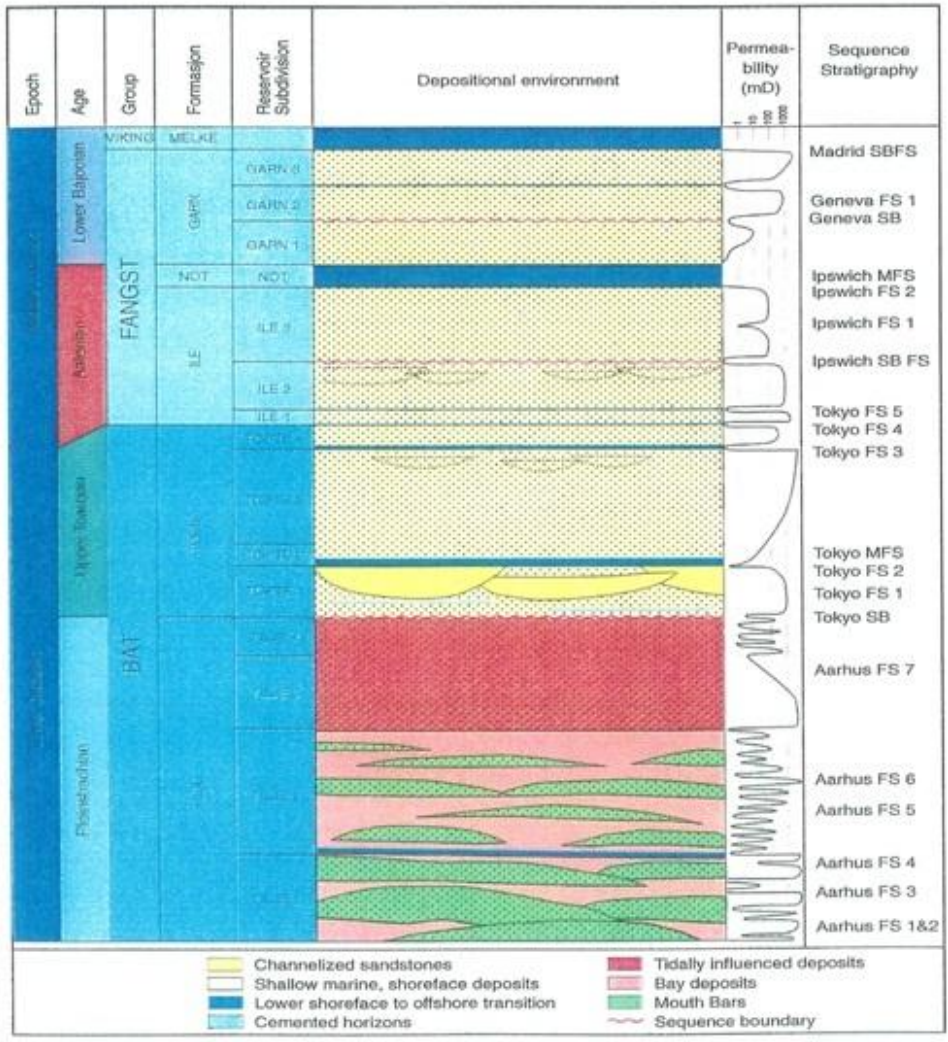 Epoch
Age
Group
Formasjon
Reservoir
Subdivision
Depositional environment
Permea-
bility
(mD)
1
10
100
1000
Sequence
Stratigraphy
VIKING
MELKE
Lower Bajocian
FANGST
GARN
GARN 3
GARN 2
GARN 1
NOT
NOT
Aalenian
ILE
ILE 3
ILE 2
ILE 1
Upper Toarcian
BAT
Madrid SBFS
Geneva FS 1
Geneva SB
Ipswich MFS
Ipswich FS 2
Ipswich FS 1
Ipswich SB FS
Tokyo FS 5
Tokyo FS 4
Tokyo FS 3
Tokyo MFS
Tokyo FS 2
Tokyo FS 1
Tokyo SB
Aarhus FS 7
Aarhus FS 6
Aarhus FS 5
Aarhus FS 4
Aarhus FS 3
Aarhus FS 1&2
Channelized sandstones
Shallow marine, shoreface deposits
Lower shoreface to offshore transition
Cemented horizons
Tidally influenced deposits
Bay deposits
Mouth Bars
Sequence boundary